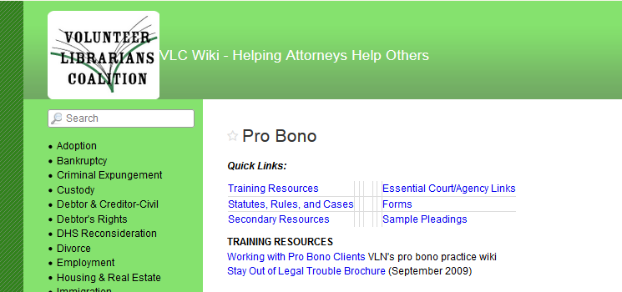 VOLUNTEER
LIBRARIANS
COALITION
VLC Wiki - Helping Attorneys Help Others
Search
Adoption
Bankruptcy
Criminal Expungement
Custody
Debtor & Creditor-Civil
Debtor's Rights
DHS Reconsideration
Divorce
Employment
Housing & Real Estate
Immigration
Pro Bono
Quick Links:
Training Resources Essential Court/Agency Links
Statutes, Rules, and Cases Forms
Secondary Resources Sample Pleadings
TRAINING RESOURCES
Working with Pro Bono Clients VLN's pro bono practice wiki
Stay Out of Legal Trouble Brochure (September 2009)